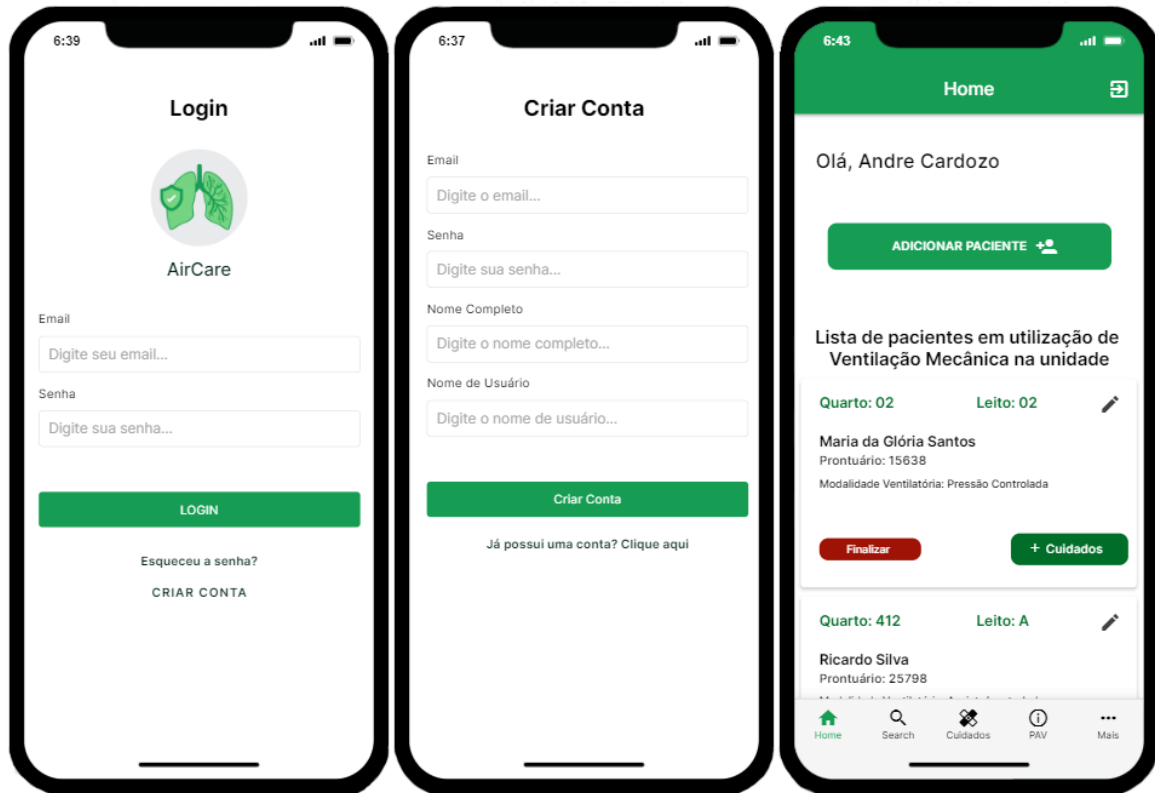 6:39
Login
AirCare
Email
Digite seu email...
Senha
Digite sua senha...
LOGIN
Esqueceu a senha?
CRIAR CONTA
6:37
Criar Conta
Email
Digite o email...
Senha
Digite sua senha...
Nome Completo
Digite o nome completo...
Nome de Usuário
Digite o nome de usuário...
Criar Conta
Já possui uma conta? Clique aqui
6:43
Home
Olá, Andre Cardozo
ADICIONAR PACIENTE
Lista de pacientes em utilização de
Ventilação Mecânica na unidade
Quarto: 02 Leito: 02
Maria da Glória Santos
Prontuário: 15638
Modalidade Ventilatória: Pressão Controlada
Finalizar + Cuidados
Quarto: 412 Leito: A
Ricardo Silva
Prontuário: 25798
Home Search Cuidados PAV Mais